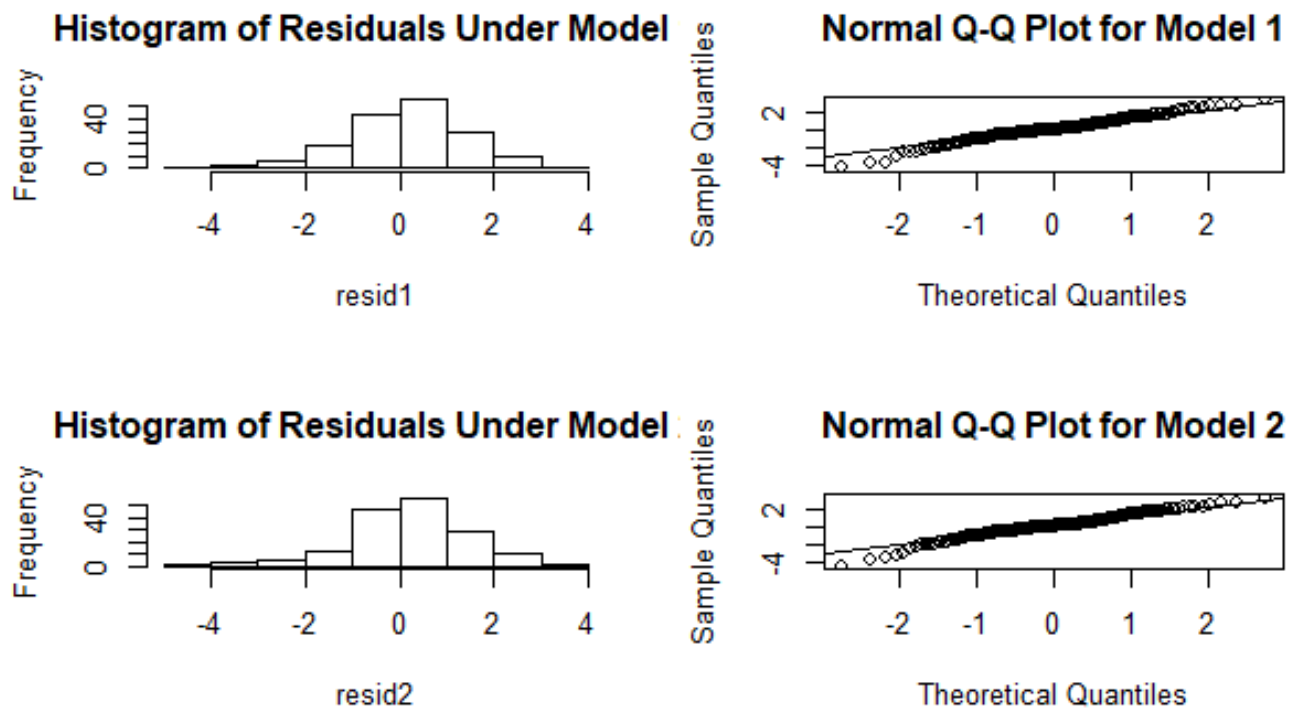 Histogram of Residuals Under Model
Frequency
0
40
-4 -2 0 2 4
resid1
Normal Q-Q Plot for Model 1
Sample Quantiles
-4
2
-2 -1 0 1 2
Theoretical Quantiles
Histogram of Residuals Under Model
Frequency
0
40
-4 -2 0 2 4
resid2
Normal Q-Q Plot for Model 2
Sample Quantiles
-4
2
-2 -1 0 1 2
Theoretical Quantiles